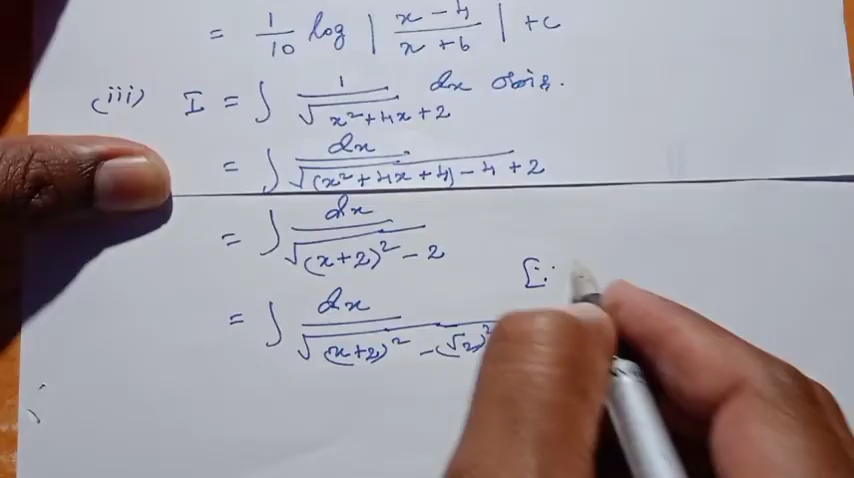 = 1/10 log | x-4 / x+6 | + c
(iii) I = ∫ 1/√(x²+4x+2) dx
= ∫ dx/√((x²+4x+4)-4+2)
= ∫ dx/√((x+2)²-2)
[∵
= ∫ dx/√((x+2)²-(√2)²